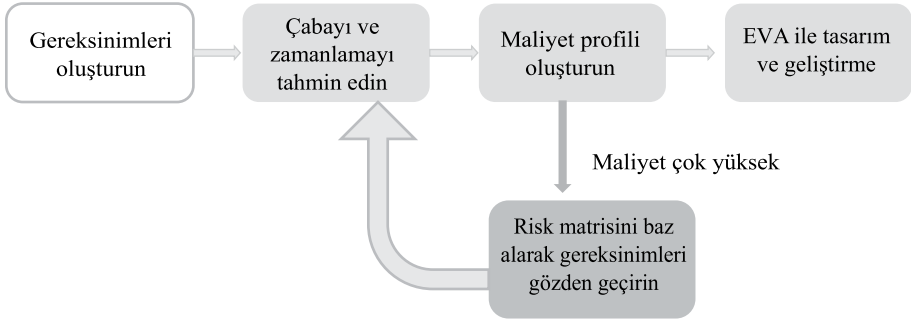 Gereksinimleri
oluşturun
Çabayı ve
zamanlamayı
tahmin edin
Maliyet profili
oluşturun
EVA ile tasarım
ve geliştirme
Maliyet çok yüksek
Risk matrisini baz
alarak gereksinimleri
gözden geçirin